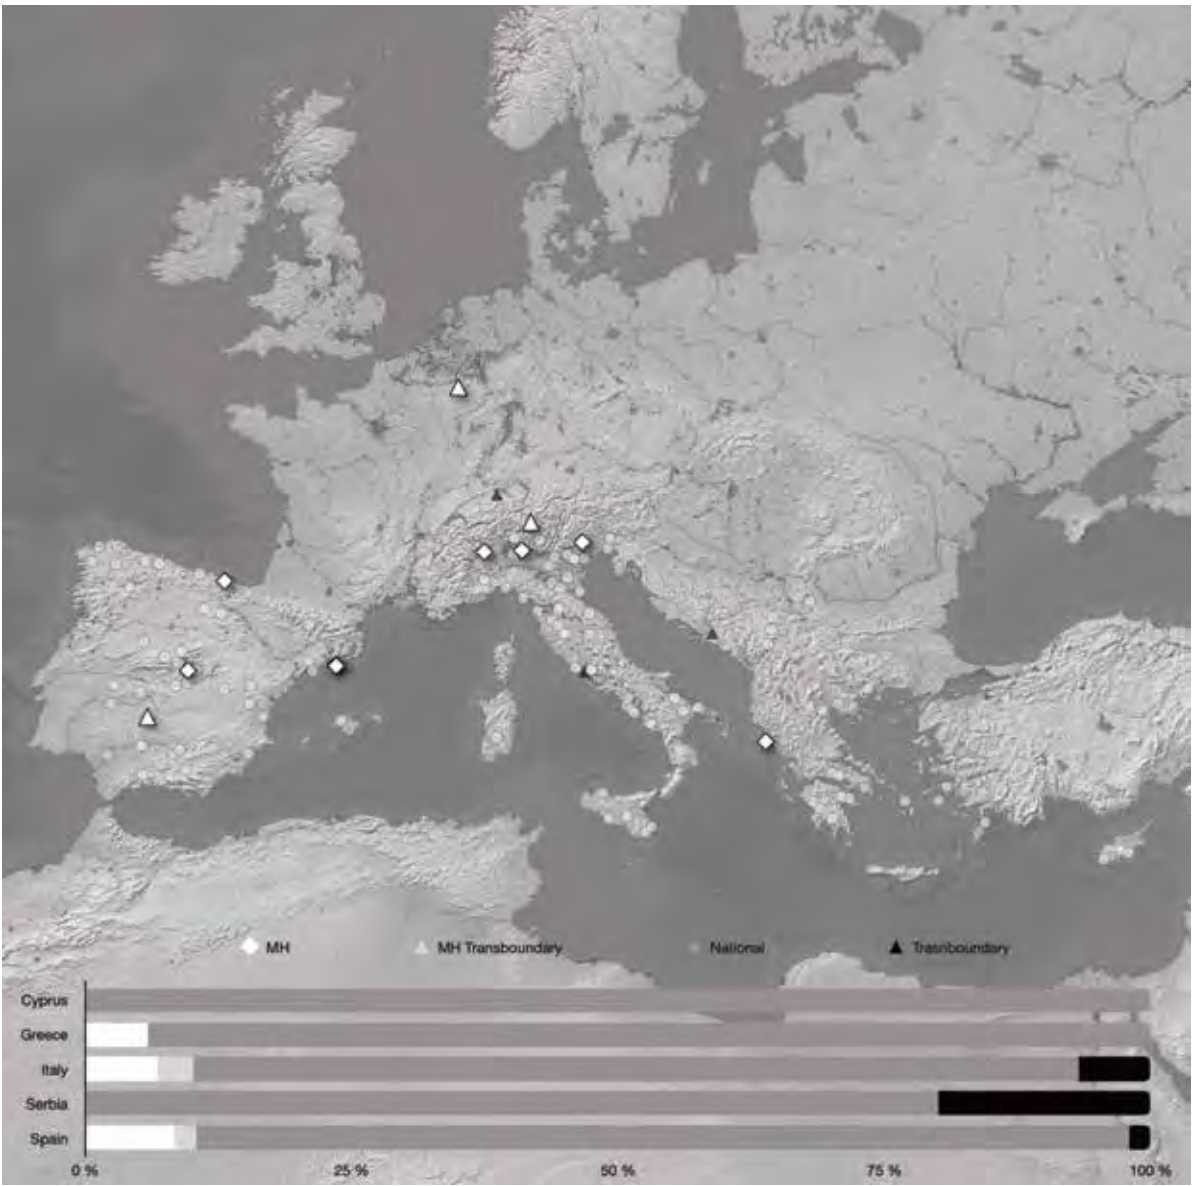 MH MH Transboundary National Trasnboundary
Cyprus
Greece
Italy
Serbia
Spain
0 % 25 % 50 % 75 % 100 %